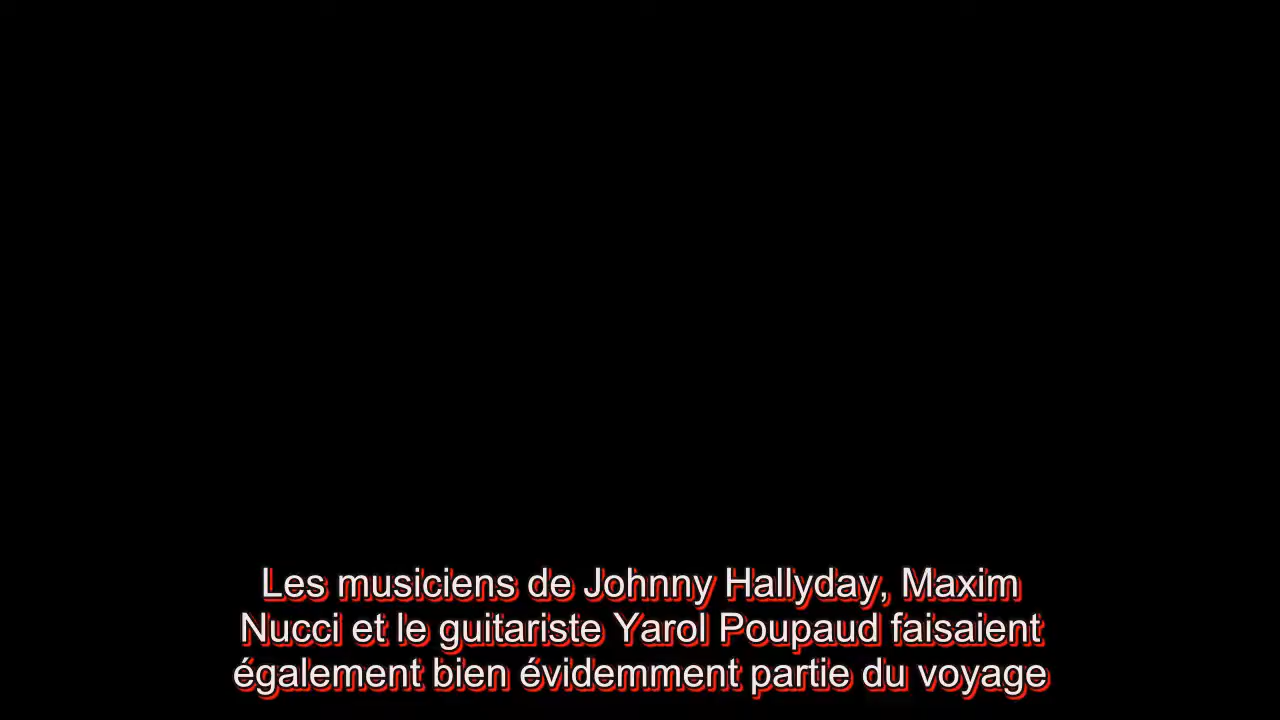 Les musiciens de Johnny Hallyday, Maxim
Nucci et le guitariste Yarol Poupaud faisaient
également bien évidemment partie du voyage